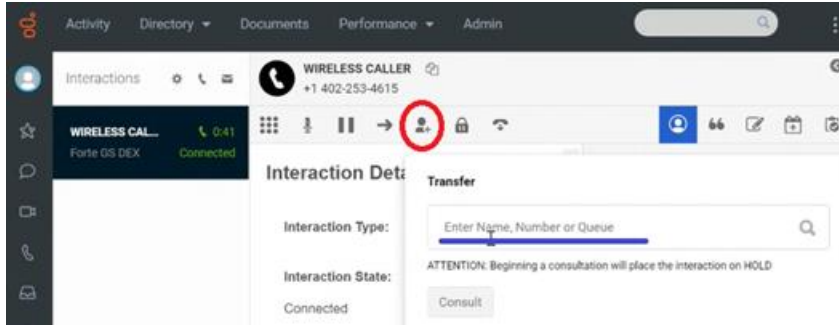 Activity Directory Documents Performance Admin
Interactions
WIRELESS CALLER
+1 402-253-4615
WIRELESS CAL... 0:41
Forte GS DEX Connected
Interaction Deta
Transfer
Interaction Type:
Enter Name, Number or Queue
ATTENTION: Beginning a consultation will place the interaction on HOLD
Interaction State:
Connected
Consult